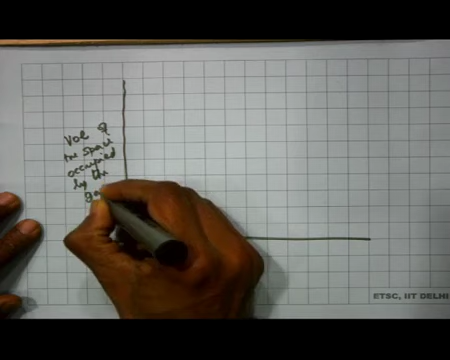 Vol of
the space
occupied
by the
ga
ETSC, IIT DELHI